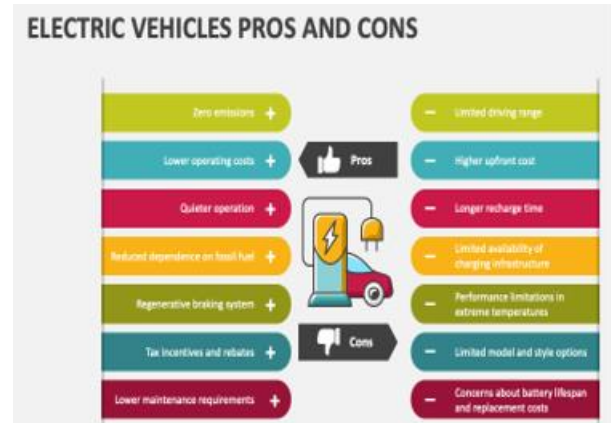 ELECTRIC VEHICLES PROS AND CONS
Zero emissions
Lower operating costs
Quieter operation
Reduced dependence on fossil fuel
Regenerative braking system
Tax incentives and rebates
Lower maintenance requirements
Pros
Cons
Limited driving range
Higher upfront cost
Longer recharge time
Limited availability of
charging infrastructure
Performance limitations in
extreme temperatures
Limited model and style options
Concerns about battery lifespan
and replacement costs